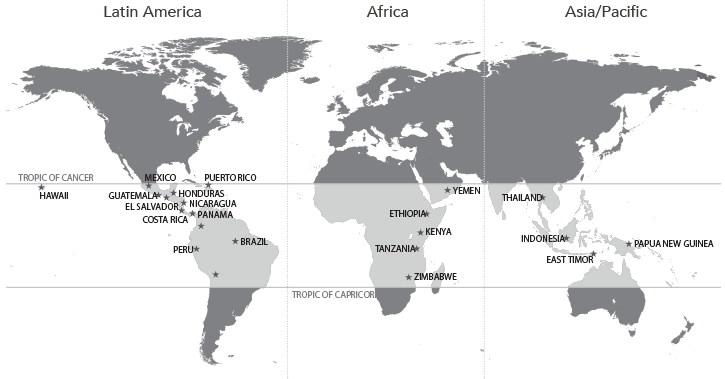 Latin America
Africa
Asia/Pacific
TROPIC OF CANCER
MEXICO
PUERTO RICO
HAWAII
GUATEMALA
HONDURAS
EL SALVADOR
NICARAGUA
COSTA RICA
PANAMA
PERU
BRAZIL
YEMEN
ETHIOPIA
KENYA
TANZANIA
ZIMBABWE
THAILAND
INDONESIA
PAPUA NEW GUINEA
EAST TIMOR
TROPIC OF CAPRICOR